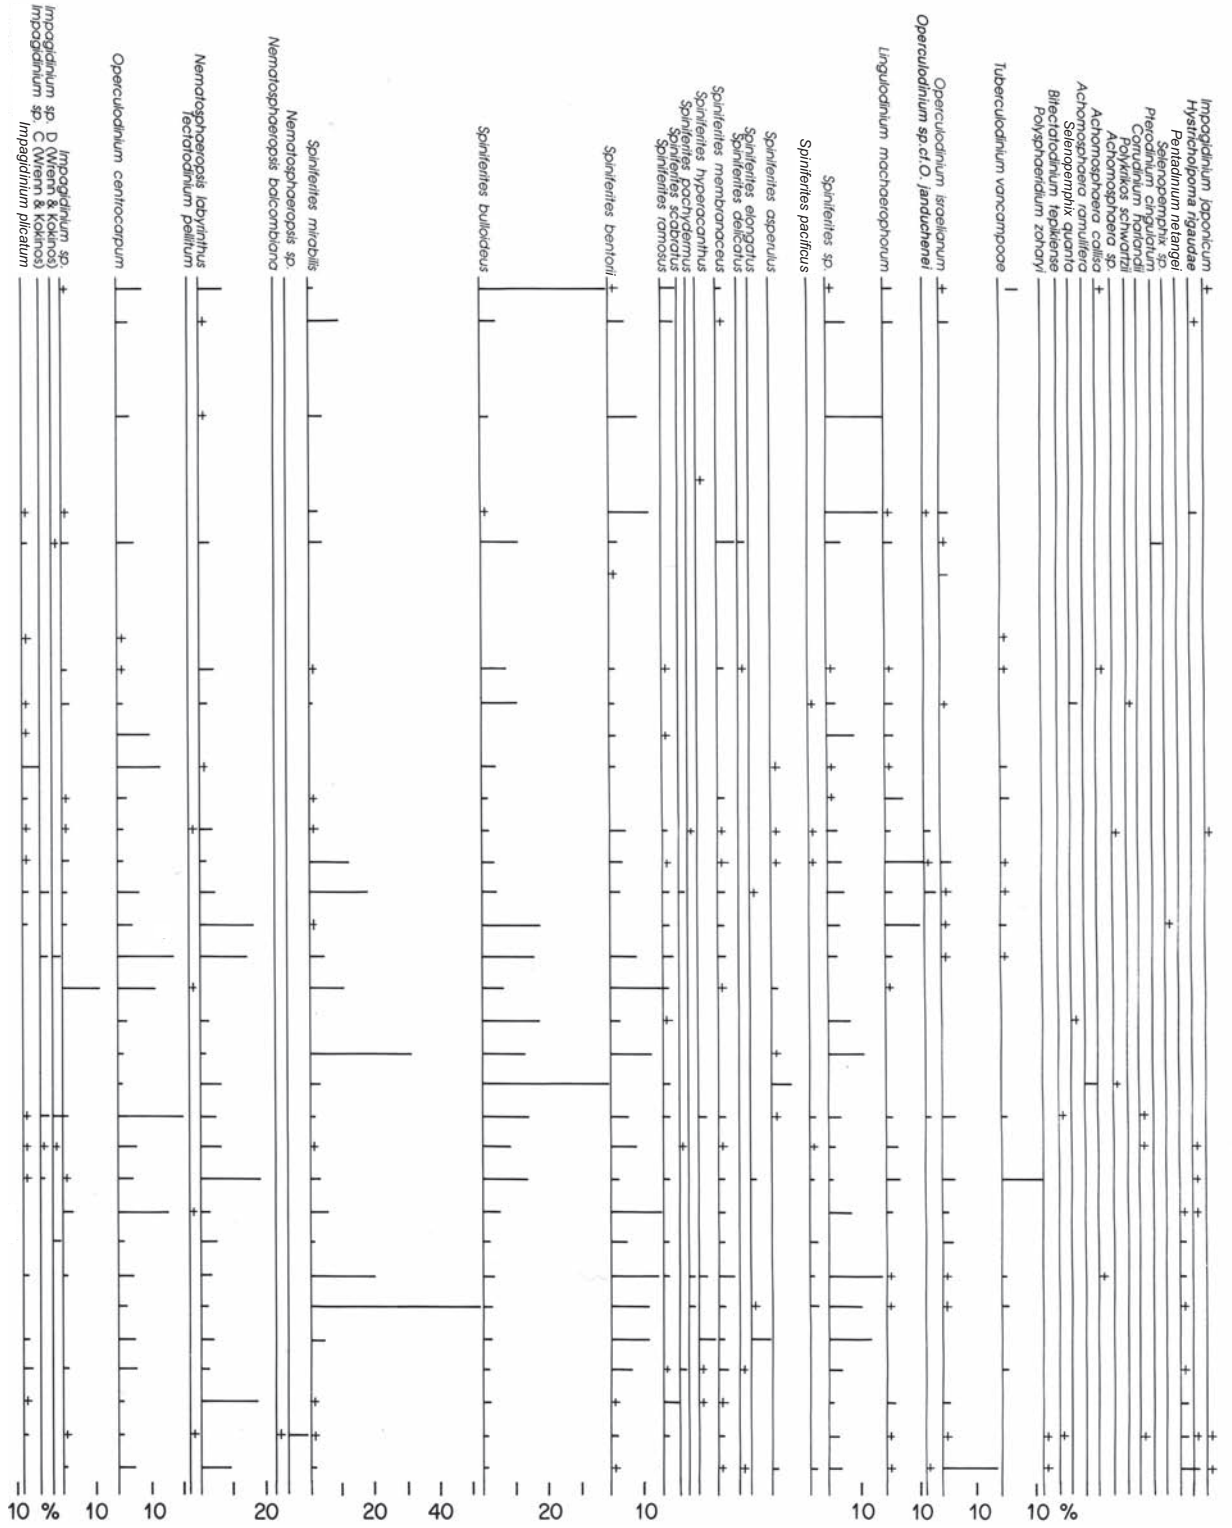 Impagidinium plicatum
Impagidinium sp. C (Wrenn & Kokinos)
Impagidinium sp. D (Wrenn & Kokinos)
Impagidinium sp.
Operculodinium centrocarpum
Tectatodinium pellitum
Nematosphaeropsis labyrinthus
Nematosphaeropsis balcombiana
Nematosphaeropsis sp.
Spiniferites mirabilis
Spiniferites bulloideus
Spiniferites bentorii
Spiniferites ramosus
Spiniferites scabratus
Spiniferites pachydermus
Spiniferites hyperacanthus
Spiniferites membranaceus
Spiniferites delicatus
Spiniferites elongatus
Spiniferites asperulus
Spiniferites pacificus
Spiniferites sp.
Lingulodinium machaerophorum
Operculodinium sp.cf.O. janduchenei
Operculodinium israelianum
Tuberculodinium vancampoae
Polysphaeridium zoharyi
Bitectatodinium tepikiense
Selenopemphix quanta
Achomosphaera ramulifera
Achomosphaera callisa
Achomosphaera sp.
Polykrikos schwartzii
Corrudinium harlandii
Pterodinium cingulatum
Selenopemphix sp.
Pentadinium netangei
Hystricholpoma rigaudae
Impagidinium japonicum
10 % 10 10 20 20 40 20 10 10 10 10 10 %